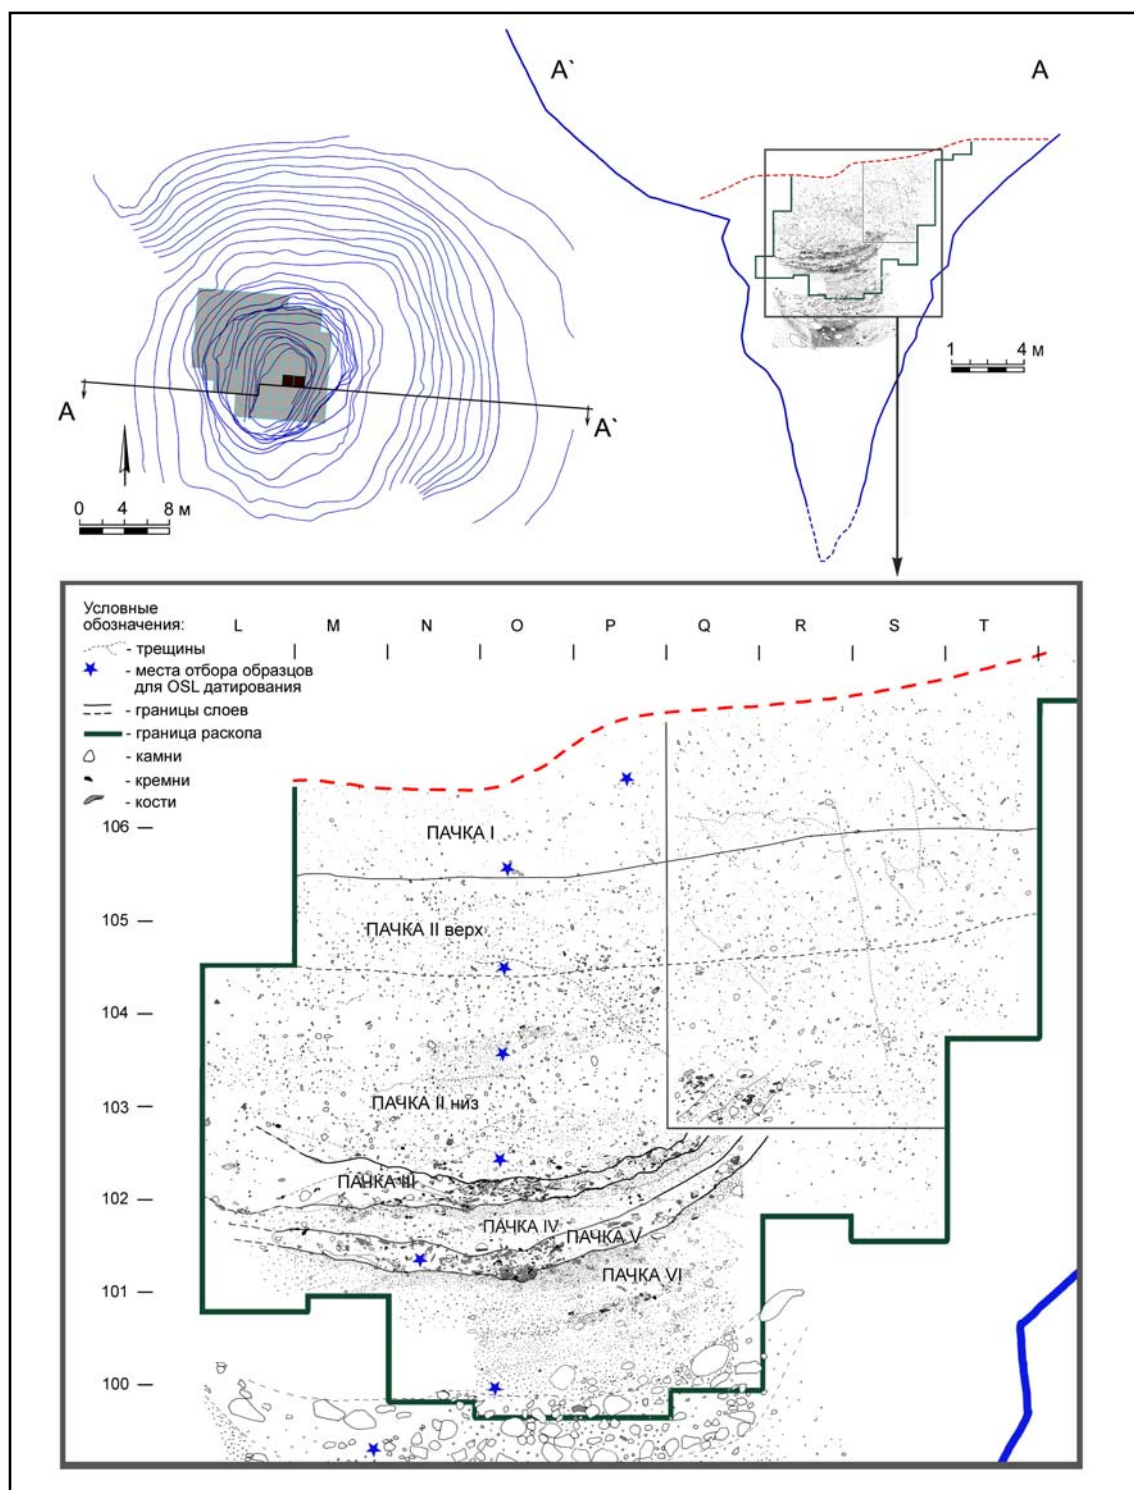 A` A
A A`
0 4 8 м
1 4 м
Условные
обозначения:
- трещины
- места отбора образцов
для OSL датирования
- границы слоев
- граница раскопа
- камни
- кремни
- кости
L M N O P Q R S T
106
ПАЧКА I
105
ПАЧКА II верх
104
103
ПАЧКА II низ
102
ПАЧКА III
ПАЧКА IV
ПАЧКА V
101
ПАЧКА VI
100